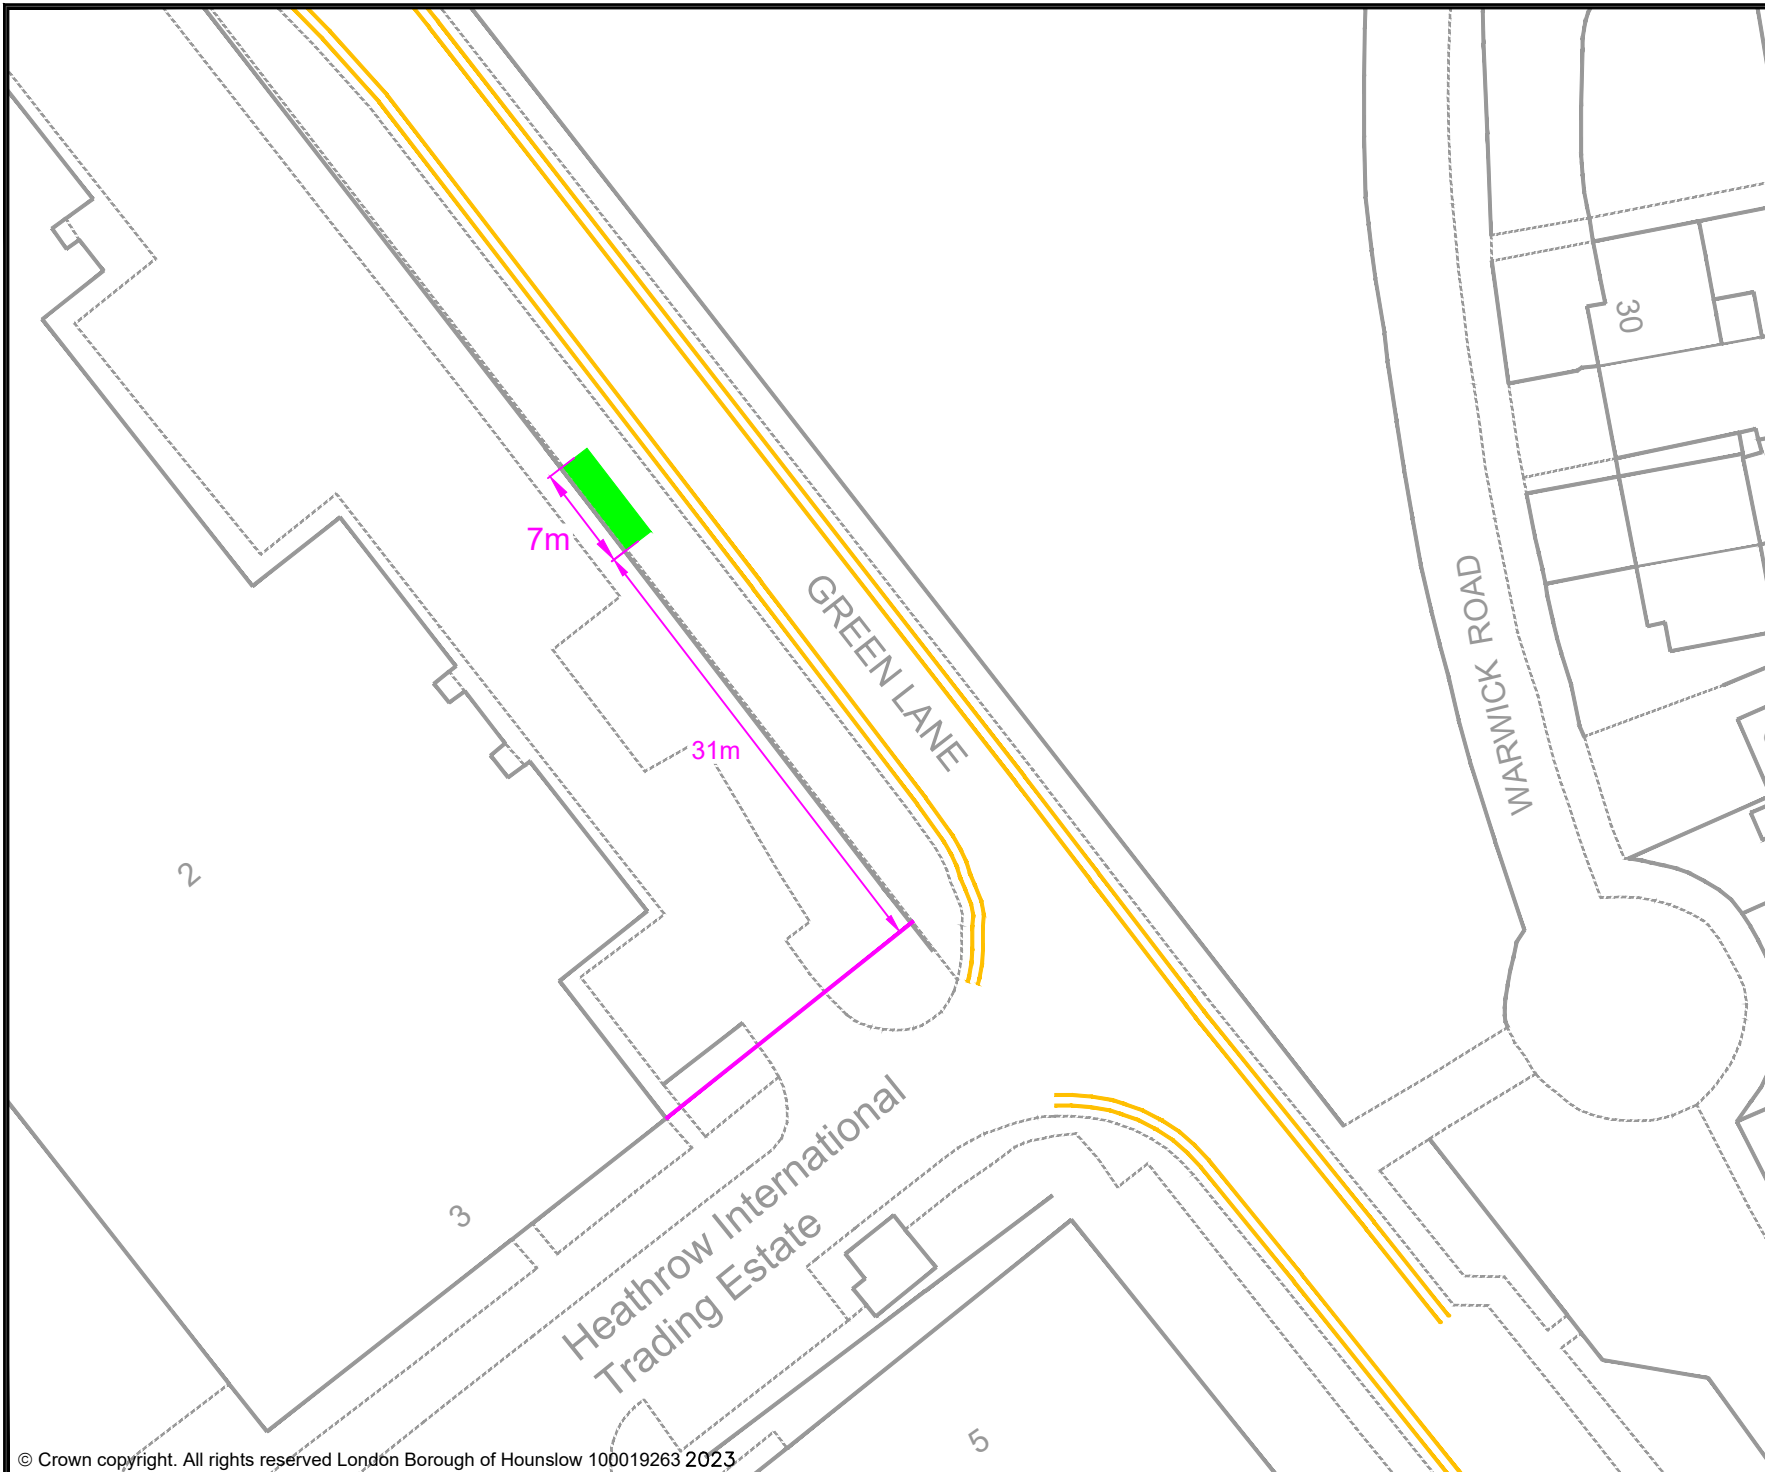 30
7m
GREEN LANE
WARWICK ROAD
31m
2
3
Heathrow International
Trading Estate
5
© Crown copyright. All rights reserved London Borough of Hounslow 100019263 2023